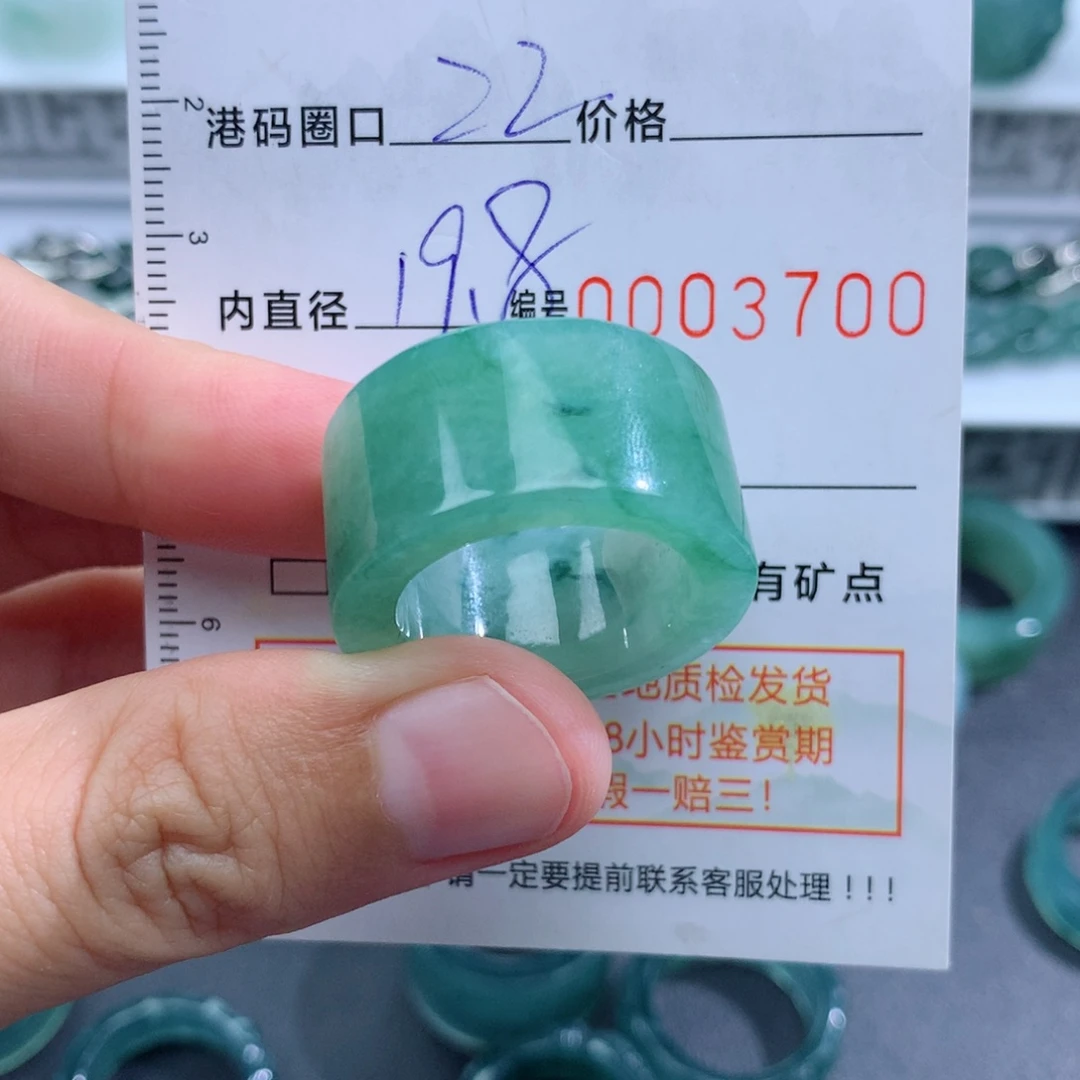 2
港码圈口 22 价格
3
内直径 19.8 编号 0003700
有矿点
6
地质检发货
8小时鉴赏期
假一赔三！
请一定要提前联系客服处理！！！